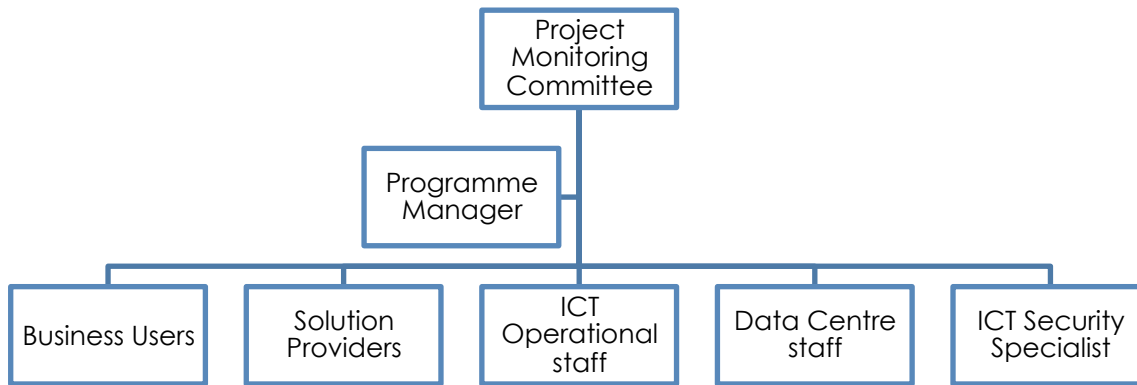 Project
Monitoring
Committee
Programme
Manager
Business Users
Solution
Providers
ICT
Operational
staff
Data Centre
staff
ICT Security
Specialist